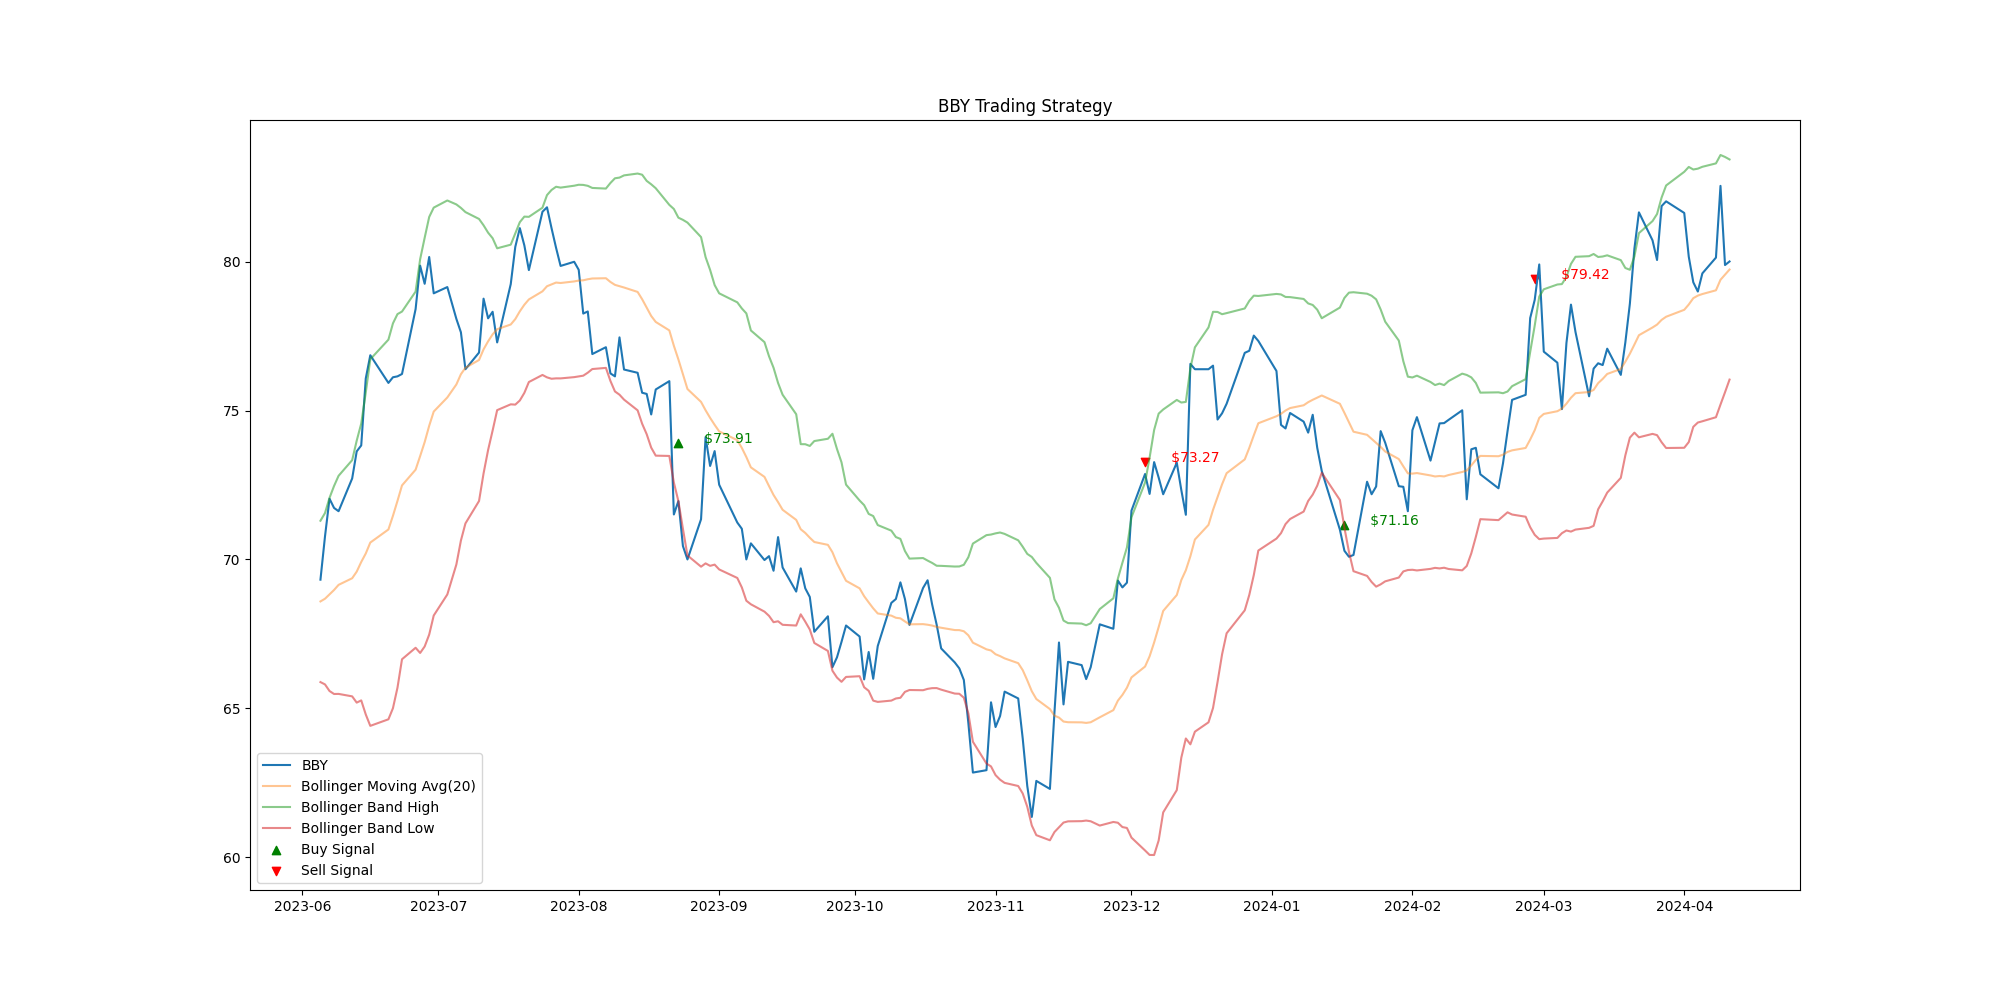 BBY Trading Strategy
80
75
70
65
60
$73.91
$73.27
$71.16
$79.42
BBY
Bollinger Moving Avg(20)
Bollinger Band High
Bollinger Band Low
Buy Signal
Sell Signal
2023-06 2023-07 2023-08 2023-09 2023-10 2023-11 2023-12 2024-01 2024-02 2024-03 2024-04